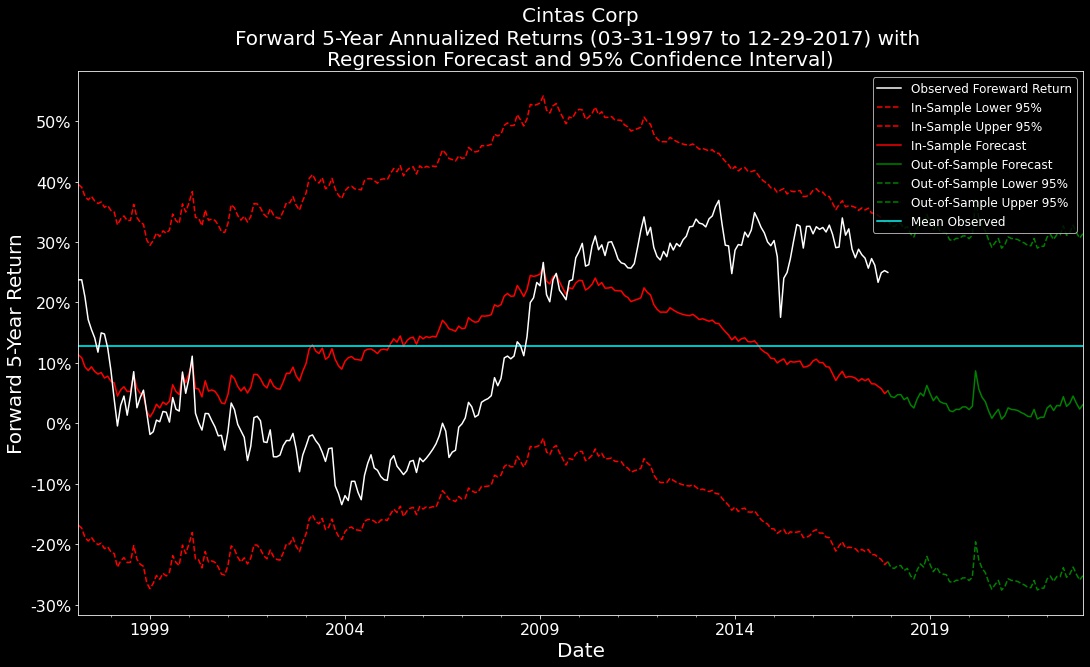 Cintas Corp
Forward 5-Year Annualized Returns (03-31-1997 to 12-29-2017) with
Regression Forecast and 95% Confidence Interval)
Observed Foreward Return
In-Sample Lower 95%
In-Sample Upper 95%
In-Sample Forecast
Out-of-Sample Forecast
Out-of-Sample Lower 95%
Out-of-Sample Upper 95%
Mean Observed
Forward 5-Year Return
50%
40%
30%
20%
10%
0%
-10%
-20%
-30%
1999
2004
2009
2014
2019
Date